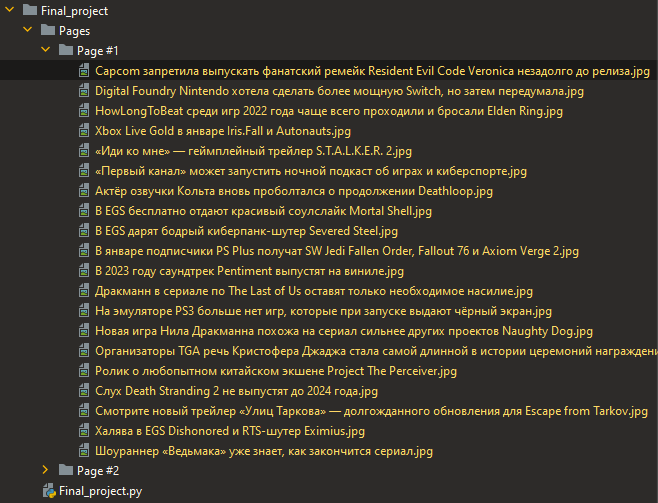 Final_project
Pages
Page #1
Capcom запретила выпускать фанатский ремейк Resident Evil Code Veronica незадолго до релиза.jpg
Digital Foundry Nintendo хотела сделать более мощную Switch, но затем передумала.jpg
HowLongToBeat среди игр 2022 года чаще всего проходили и бросали Elden Ring.jpg
Xbox Live Gold в январе Iris.Fall и Autonauts.jpg
«Иди ко мне» — геймплейный трейлер S.T.A.L.K.E.R. 2.jpg
«Первый канал» может запустить ночной подкаст об играх и киберспорте.jpg
Актёр озвучки Кольта вновь проболтался о продолжении Deathloop.jpg
В EGS бесплатно отдают красивый соулслайк Mortal Shell.jpg
В EGS дарят бодрый киберпанк-шутер Severed Steel.jpg
В январе подписчики PS Plus получат SW Jedi Fallen Order, Fallout 76 и Axiom Verge 2.jpg
В 2023 году саундтрек Pentiment выпустят на виниле.jpg
Дракманн в сериале по The Last of Us оставят только необходимое насилие.jpg
На эмуляторе PS3 больше нет игр, которые при запуске выдают чёрный экран.jpg
Новая игра Нила Дракманна похожа на сериал сильнее других проектов Naughty Dog.jpg
Организаторы TGA речь Кристофера Джаджа стала самой длинной в истории церемоний награждени
Ролик о любопытном китайском экшене Project The Perceiver.jpg
Слух Death Stranding 2 не выпустят до 2024 года.jpg
Смотрите новый трейлер «Улиц Таркова» — долгожданного обновления для Escape from Tarkov.jpg
Халява в EGS Dishonored и RTS-шутер Eximius.jpg
Шоураннер «Ведьмака» уже знает, как закончится сериал.jpg
Page #2
Final_project.py